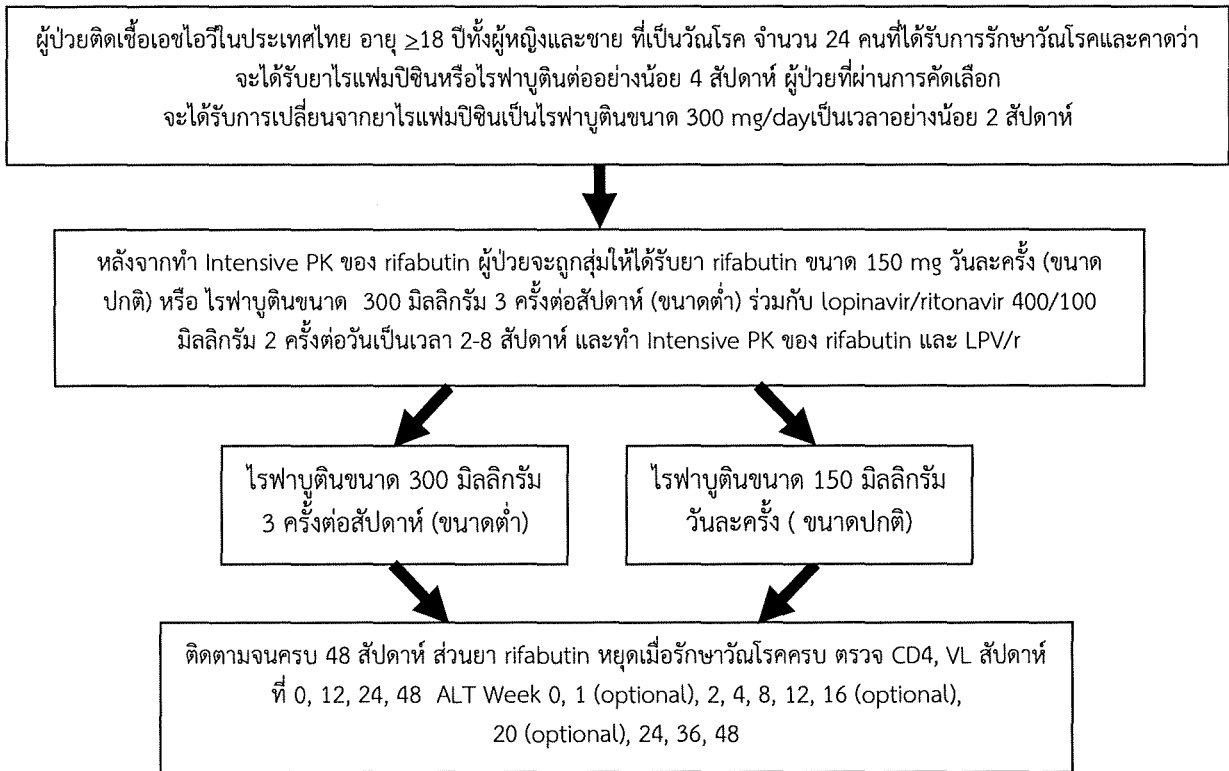 ผู้ป่วยติดเชื้อเอชไอวีในประเทศไทย อายุ ≥18 ปีทั้งผู้หญิงและชาย ที่เป็นวัณโรค จำนวน 24 คนที่ได้รับการรักษาวัณโรคและคาดว่า
จะได้รับยาไรแฟมปิซินหรือไรฟาบูตินต่ออย่างน้อย 4 สัปดาห์ ผู้ป่วยที่ผ่านการคัดเลือก
จะได้รับการเปลี่ยนจากยาไรแฟมปิซินเป็นไรฟาบูตินขนาด 300 mg/dayเป็นเวลาอย่างน้อย 2 สัปดาห์
หลังจากทำ Intensive PK ของ rifabutin ผู้ป่วยจะถูกสุ่มให้ได้รับยา rifabutin ขนาด 150 mg วันละครั้ง (ขนาด
ปกติ) หรือ ไรฟาบูตินขนาด 300 มิลลิกรัม 3 ครั้งต่อสัปดาห์ (ขนาดต่ำ) ร่วมกับ lopinavir/ritonavir 400/100
มิลลิกรัม 2 ครั้งต่อวันเป็นเวลา 2-8 สัปดาห์ และทำ Intensive PK ของ rifabutin และ LPV/r
ไรฟาบูตินขนาด 300 มิลลิกรัม
3 ครั้งต่อสัปดาห์ (ขนาดต่ำ)
ไรฟาบูตินขนาด 150 มิลลิกรัม
วันละครั้ง ( ขนาดปกติ)
ติดตามจนครบ 48 สัปดาห์ ส่วนยา rifabutin หยุดเมื่อรักษาวัณโรคครบ ตรวจ CD4, VL สัปดาห์
ที่ 0, 12, 24, 48 ALT Week 0, 1 (optional), 2, 4, 8, 12, 16 (optional),
20 (optional), 24, 36, 48